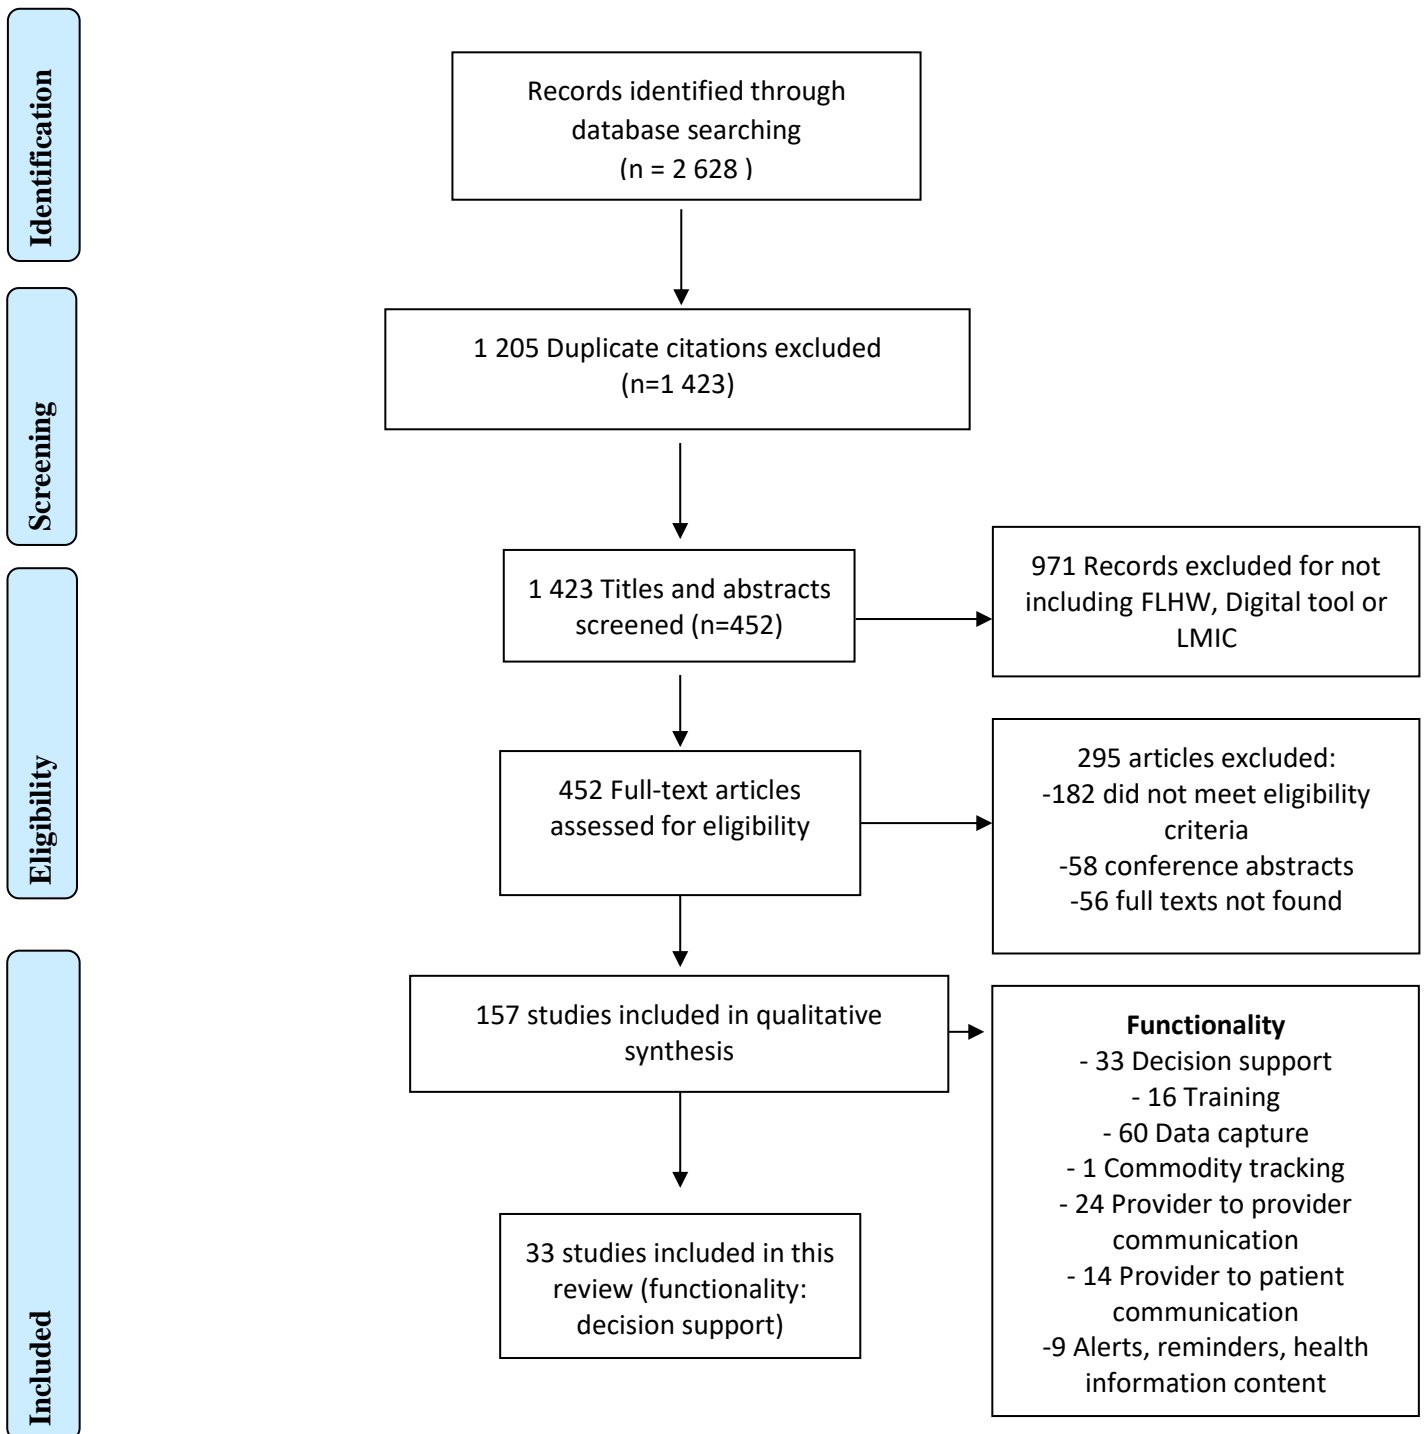 Identification
Records identified through
database searching
(n = 2 628 )
Screening
1 205 Duplicate citations excluded
(n=1 423)
1 423 Titles and abstracts
screened (n=452)
971 Records excluded for not
including FLHW, Digital tool or
LMIC
Eligibility
452 Full-text articles
assessed for eligibility
295 articles excluded:
-182 did not meet eligibility
criteria
-58 conference abstracts
-56 full texts not found
Included
157 studies included in qualitative
synthesis
Functionality
- 33 Decision support
- 16 Training
- 60 Data capture
- 1 Commodity tracking
- 24 Provider to provider
communication
- 14 Provider to patient
communication
-9 Alerts, reminders, health
information content
33 studies included in this
review (functionality:
decision support)